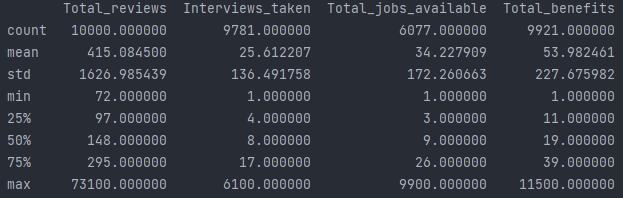 Total_reviews Interviews_taken Total_jobs_available Total_benefits
count 10000.000000 9781.000000 6077.000000 9921.000000
mean 415.084500 25.612207 34.227909 53.982461
std 1626.985439 136.491758 172.260663 227.675982
min 72.000000 1.000000 1.000000 1.000000
25% 97.000000 4.000000 3.000000 11.000000
50% 148.000000 8.000000 9.000000 19.000000
75% 295.000000 17.000000 26.000000 39.000000
max 73100.000000 6100.000000 9900.000000 11500.000000